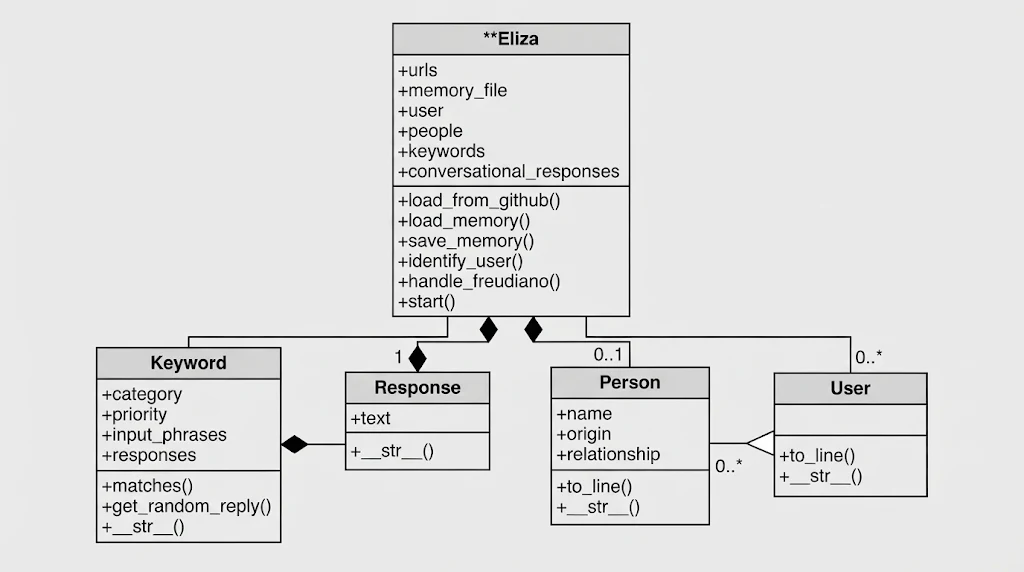 **Eliza
+urls
+memory_file
+user
+people
+keywords
+conversational_responses
+load_from_github()
+load_memory()
+save_memory()
+identify_user()
+handle_freudiano()
+start()
Keyword
+category
+priority
+input_phrases
+responses
+matches()
+get_random_reply()
+__str__()
1
Response
+text
+__str__()
0..1
Person
+name
+origin
+relationship
+to_line()
+__str__()
0..*
0..*
User
+to_line()
+__str__()